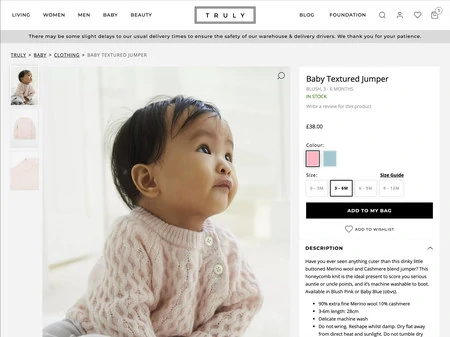 LIVING WOMEN MEN BABY BEAUTY TRULY BLOG FOUNDATION
There may be some slight delays to our usual delivery times to ensure the safety of our warehouse & delivery drivers. We thank you for your patience.
TRULY > BABY > CLOTHING > BABY TEXTURED JUMPER
Baby Textured Jumper
BLUSH, 3 - 6 MONTHS
IN STOCK
Write a review for this product
£38.00
Colour:
Size: Size Guide
0 - 3M 3 - 6M 6 - 9M 9 - 12M
ADD TO MY BAG
ADD TO WISHLIST
DESCRIPTION
Have you ever seen anything cuter than this dinky little
buttoned Merino wool and Cashmere blend jumper? This
honeycomb knit is the ideal present to score you serious
auntie or uncle points, and it's machine washable to boot.
Available in Blush Pink or Baby Blue (olivs).
90% extra fine Merino wool 10% cashmere
3-6m length: 28cm
Delicate machine wash
Do not wring. Reshape whilst damp. Dry flat away
from direct heat and sunlight. Do not tumble dry